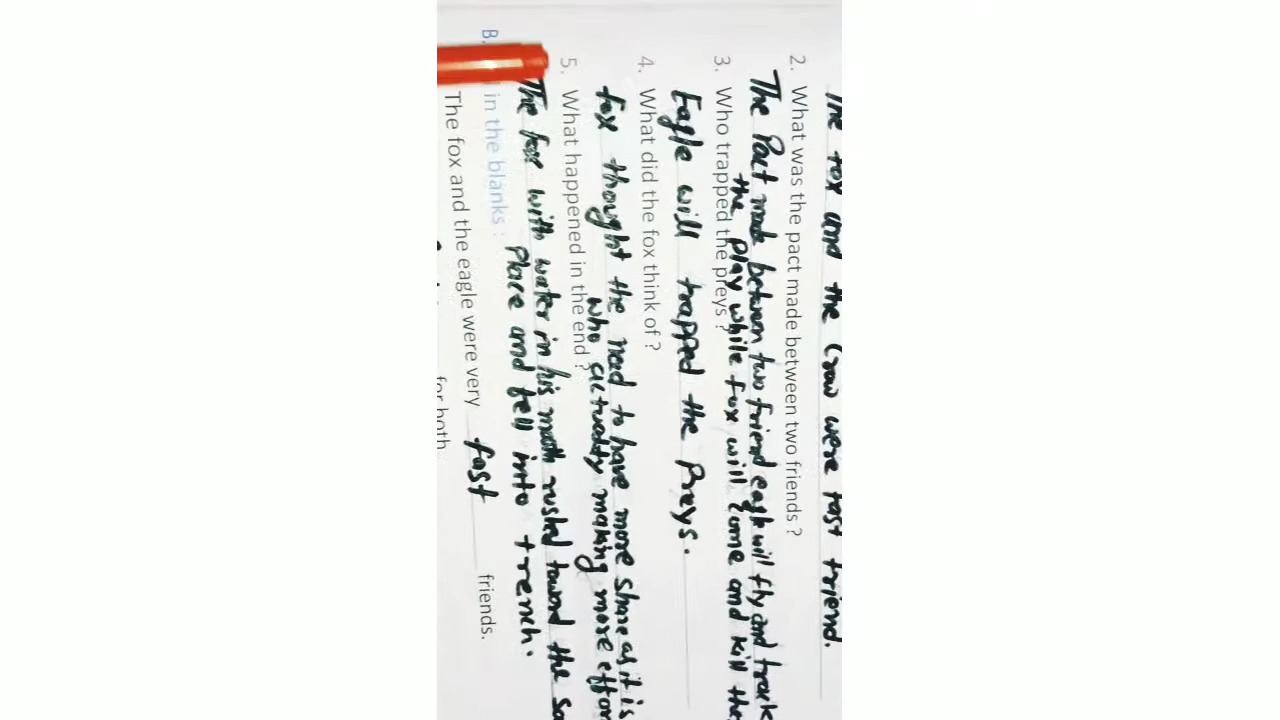 The fox and the Crow were fast friend.
2. What was the pact made between two friends ?
The Pact made between two friend eagle will fly and track
the play while fox will come and kill the
3. Who trapped the preys ?
Eagle will trapped the Preys.
4. What did the fox think of ?
fox thought the need to have more share as it is
who actually making more effor
5. What happened in the end ?
The fox with water in his mouth rushed toward the sa
Place and fell into trench.
B. in the blanks :
The fox and the eagle were very fast friends.
for both